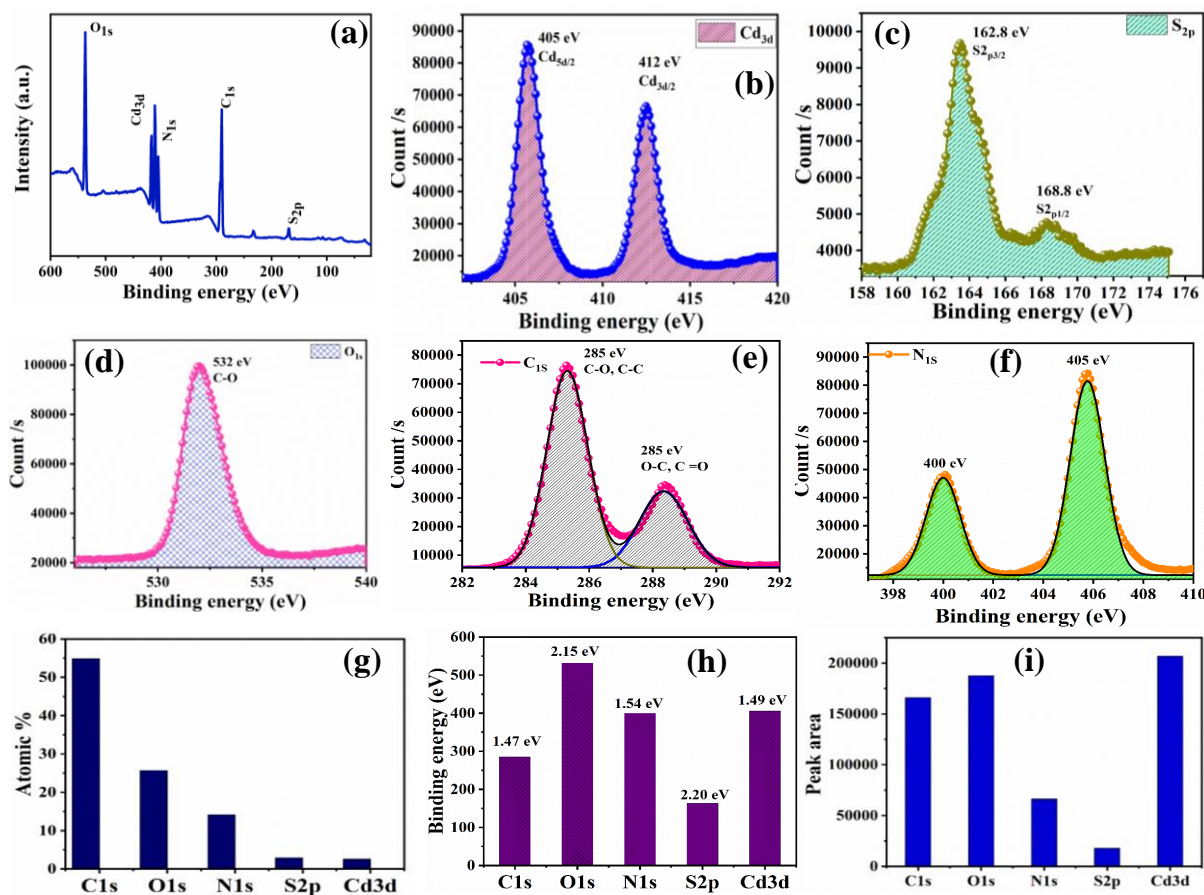 (a)
O1s
Cd3d
N1s
C1s
S2p
Intensity (a.u.)
600 500 400 300 200 100
Binding energy (eV)
(b)
Cd3d
405 eV
Cd5d/2
412 eV
Cd3d/2
Count /s
90000
80000
70000
60000
50000
40000
30000
20000
405 410 415 420
Binding energy (eV)
(c)
S2p
162.8 eV
S2p3/2
168.8 eV
S2p1/2
Count /s
10000
9000
8000
7000
6000
5000
4000
158 160 162 164 166 168 170 172 175 176
Binding energy (eV)
(d)
O1s
532 eV
C-O
Count /s
100000
80000
60000
40000
20000
530 535 540
Binding energy (eV)
(e)
C1S
285 eV
C-O, C-C
285 eV
O-C, C =O
Count /s
80000
70000
60000
50000
40000
30000
20000
10000
282 284 286 288 290 292
Binding energy (eV)
(f)
N1S
405 eV
400 eV
Count /s
90000
80000
70000
60000
50000
40000
30000
20000
10000
398 400 402 404 406 408 410
Binding energy (eV)
(g)
Atomic %
60
50
40
30
20
10
0
C1s O1s N1s S2p Cd3d
(h)
Binding energy (eV)
600
500
400
300
200
100
0
1.47 eV
2.15 eV
1.54 eV
2.20 eV
1.49 eV
C1s O1s N1s S2p Cd3d
(i)
Peak area
200000
150000
100000
50000
0
C1s O1s N1s S2p Cd3d